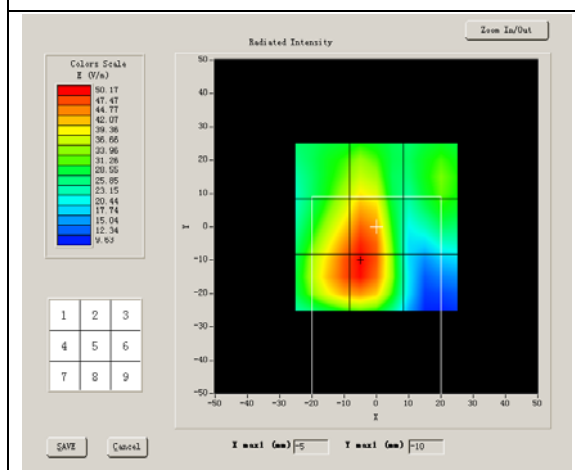 Zoom In/Out
Radiated Intensity
Colors Scale
E (V/m)
50.17
47.47
44.77
42.07
39.36
36.66
33.96
31.26
28.55
25.85
23.15
20.44
17.74
15.04
12.34
9.63
50
40
30
20
10
0
-10
-20
-30
-40
-50
Y
-50 -40 -30 -20 -10 0 10 20 30 40 50
X
1 2 3
4 5 6
7 8 9
SAVE Cancel
X max1 (mm) -5 Y max1 (mm) -10